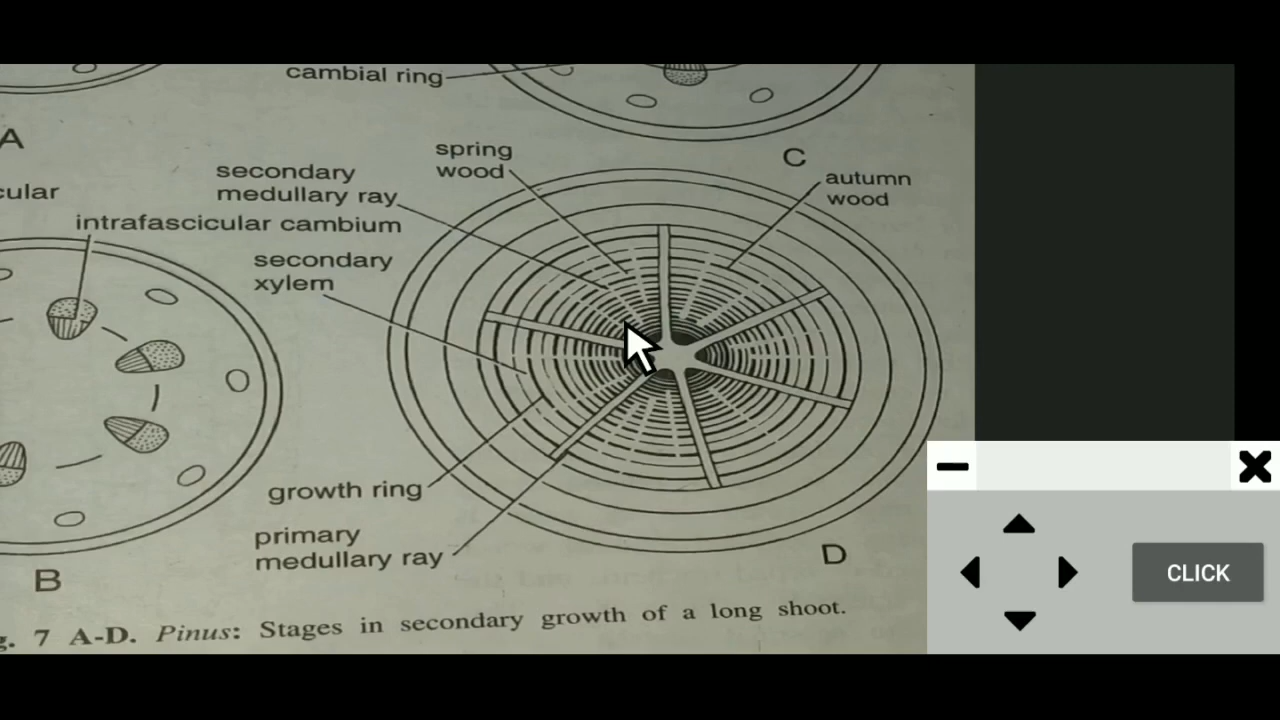 cambial ring
A
C
spring
wood
secondary
medullary ray
autumn
wood
cular
intrafascicular cambium
secondary
xylem
growth ring
primary
medullary ray
D
B
g. 7 A-D. Pinus: Stages in secondary growth of a long shoot.
CLICK